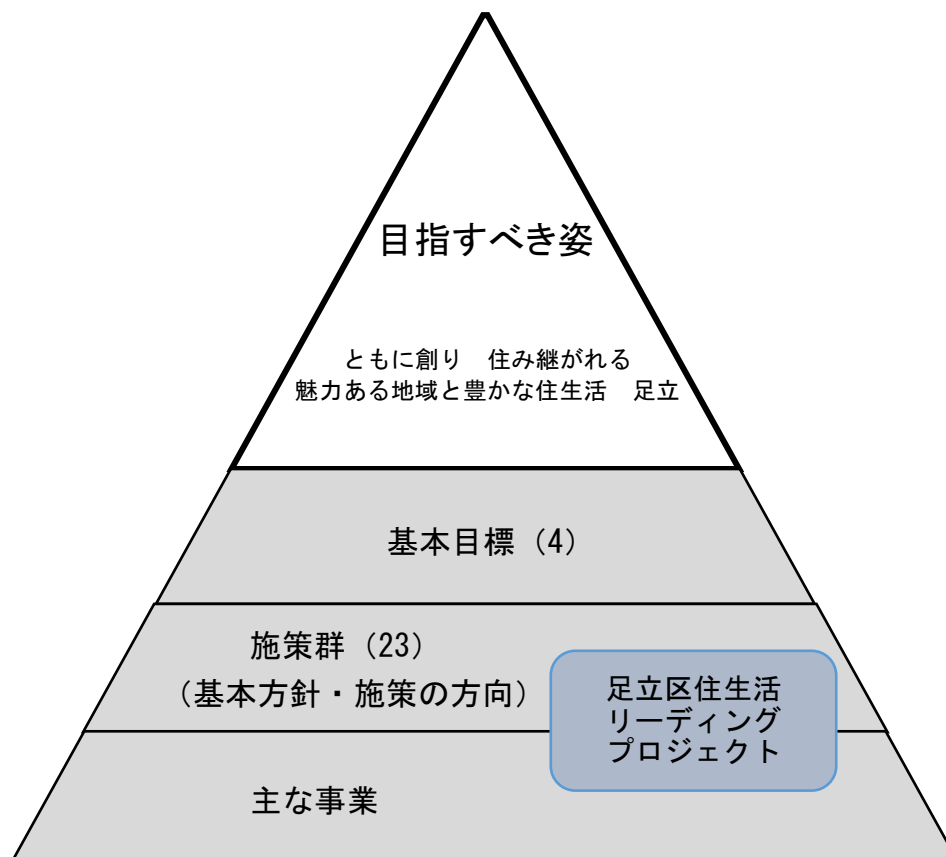 目指すべき姿
ともに創り　住み継がれる
魅力ある地域と豊かな住生活　足立
基本目標（4）
施策群（23）
（基本方針・施策の方向）
足立区住生活
リーディング
プロジェクト
主な事業